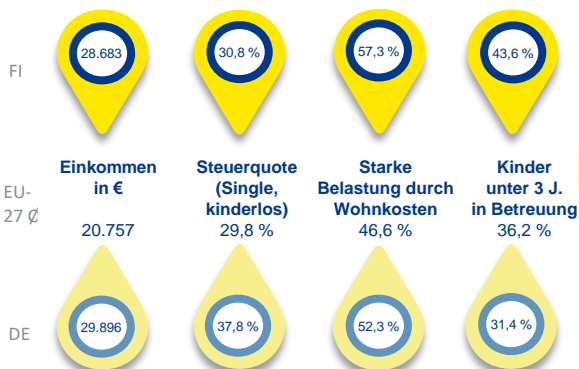 FI
28.683
30,8 %
57,3 %
43,6 %
Einkommen
in €
Steuerquote
(Single,
kinderlos)
Starke
Belastung durch
Wohnkosten
Kinder
unter 3 J.
in Betreuung
EU-
27 Ø
20.757
29,8 %
46,6 %
36,2 %
DE
29.896
37,8 %
52,3 %
31,4 %